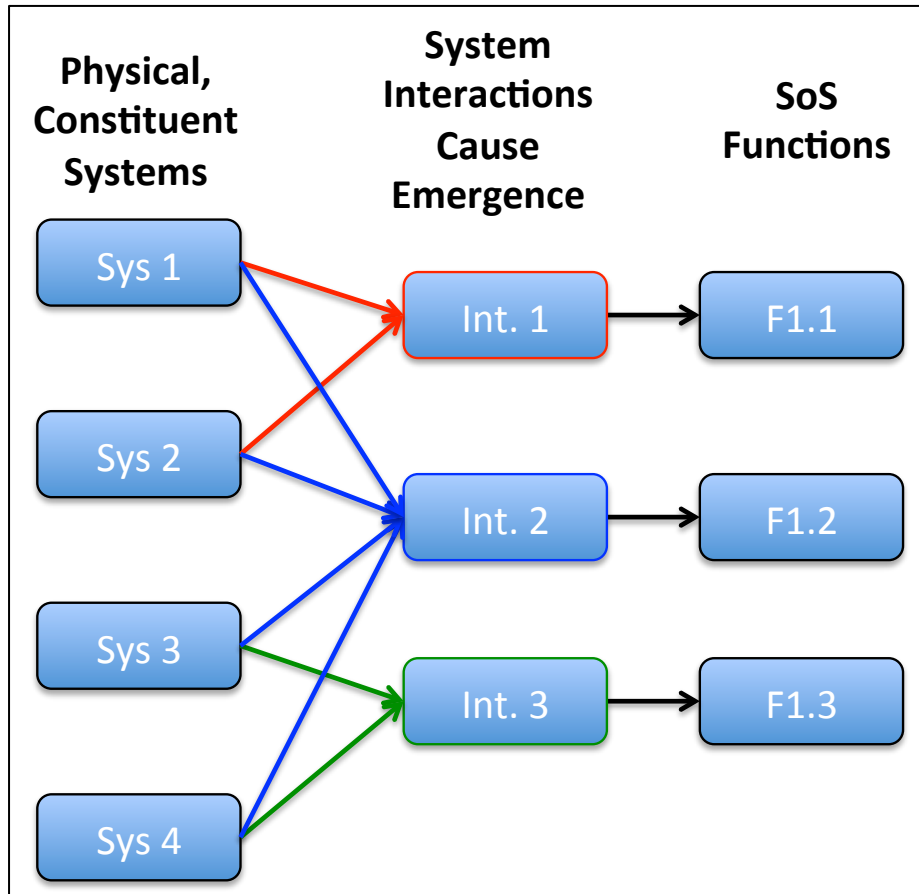 Physical,
Constituent
Systems
System
Interactions
Cause
Emergence
SoS
Functions
Sys 1
Sys 2
Sys 3
Sys 4
Int. 1
Int. 2
Int. 3
F1.1
F1.2
F1.3